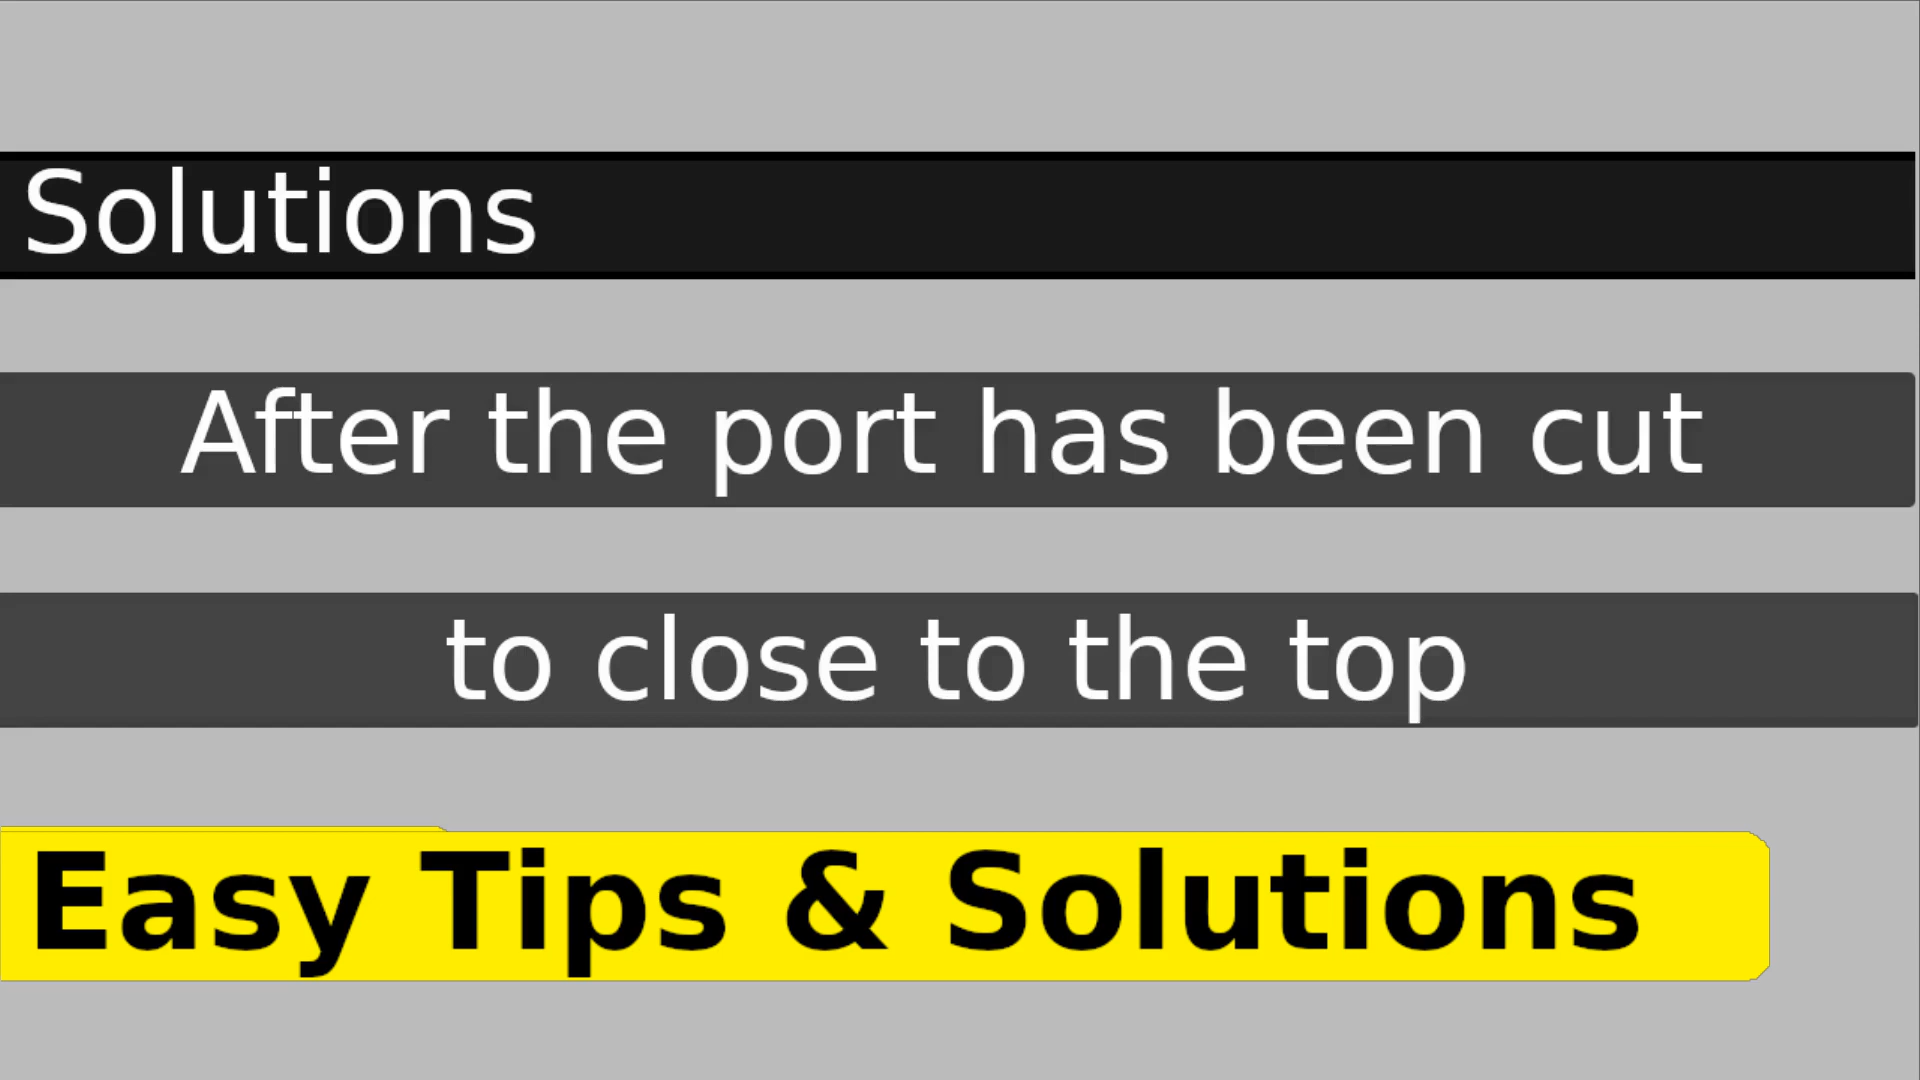 Solutions
After the port has been cut
to close to the top
Easy Tips & Solutions